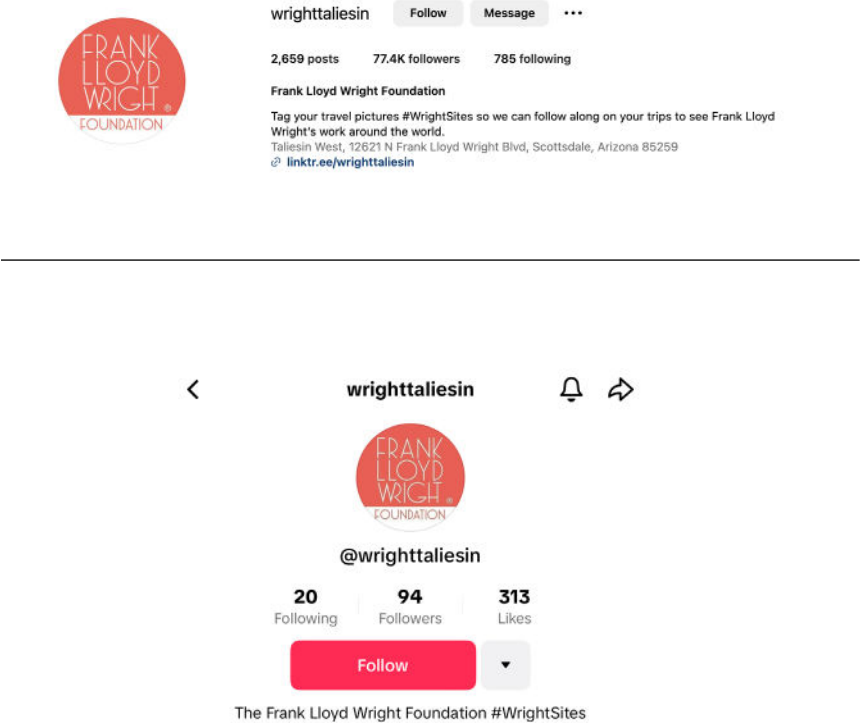 wrighttaliesin Follow Message •••
FRANK
LLOYD
WRIGH ®
FOUNDATION
2,659 posts 77.4K followers 785 following
Frank Lloyd Wright Foundation
Tag your travel pictures #WrightSites so we can follow along on your trips to see Frank Lloyd
Wright's work around the world.
Taliesin West, 12621 N Frank Lloyd Wright Blvd, Scottsdale, Arizona 85259
linktr.ee/wrighttaliesin
wrighttaliesin
FRANK
LLOYD
WRIGH ®
FOUNDATION
@wrighttaliesin
20 94 313
Following Followers Likes
Follow
The Frank Lloyd Wright Foundation #WrightSites